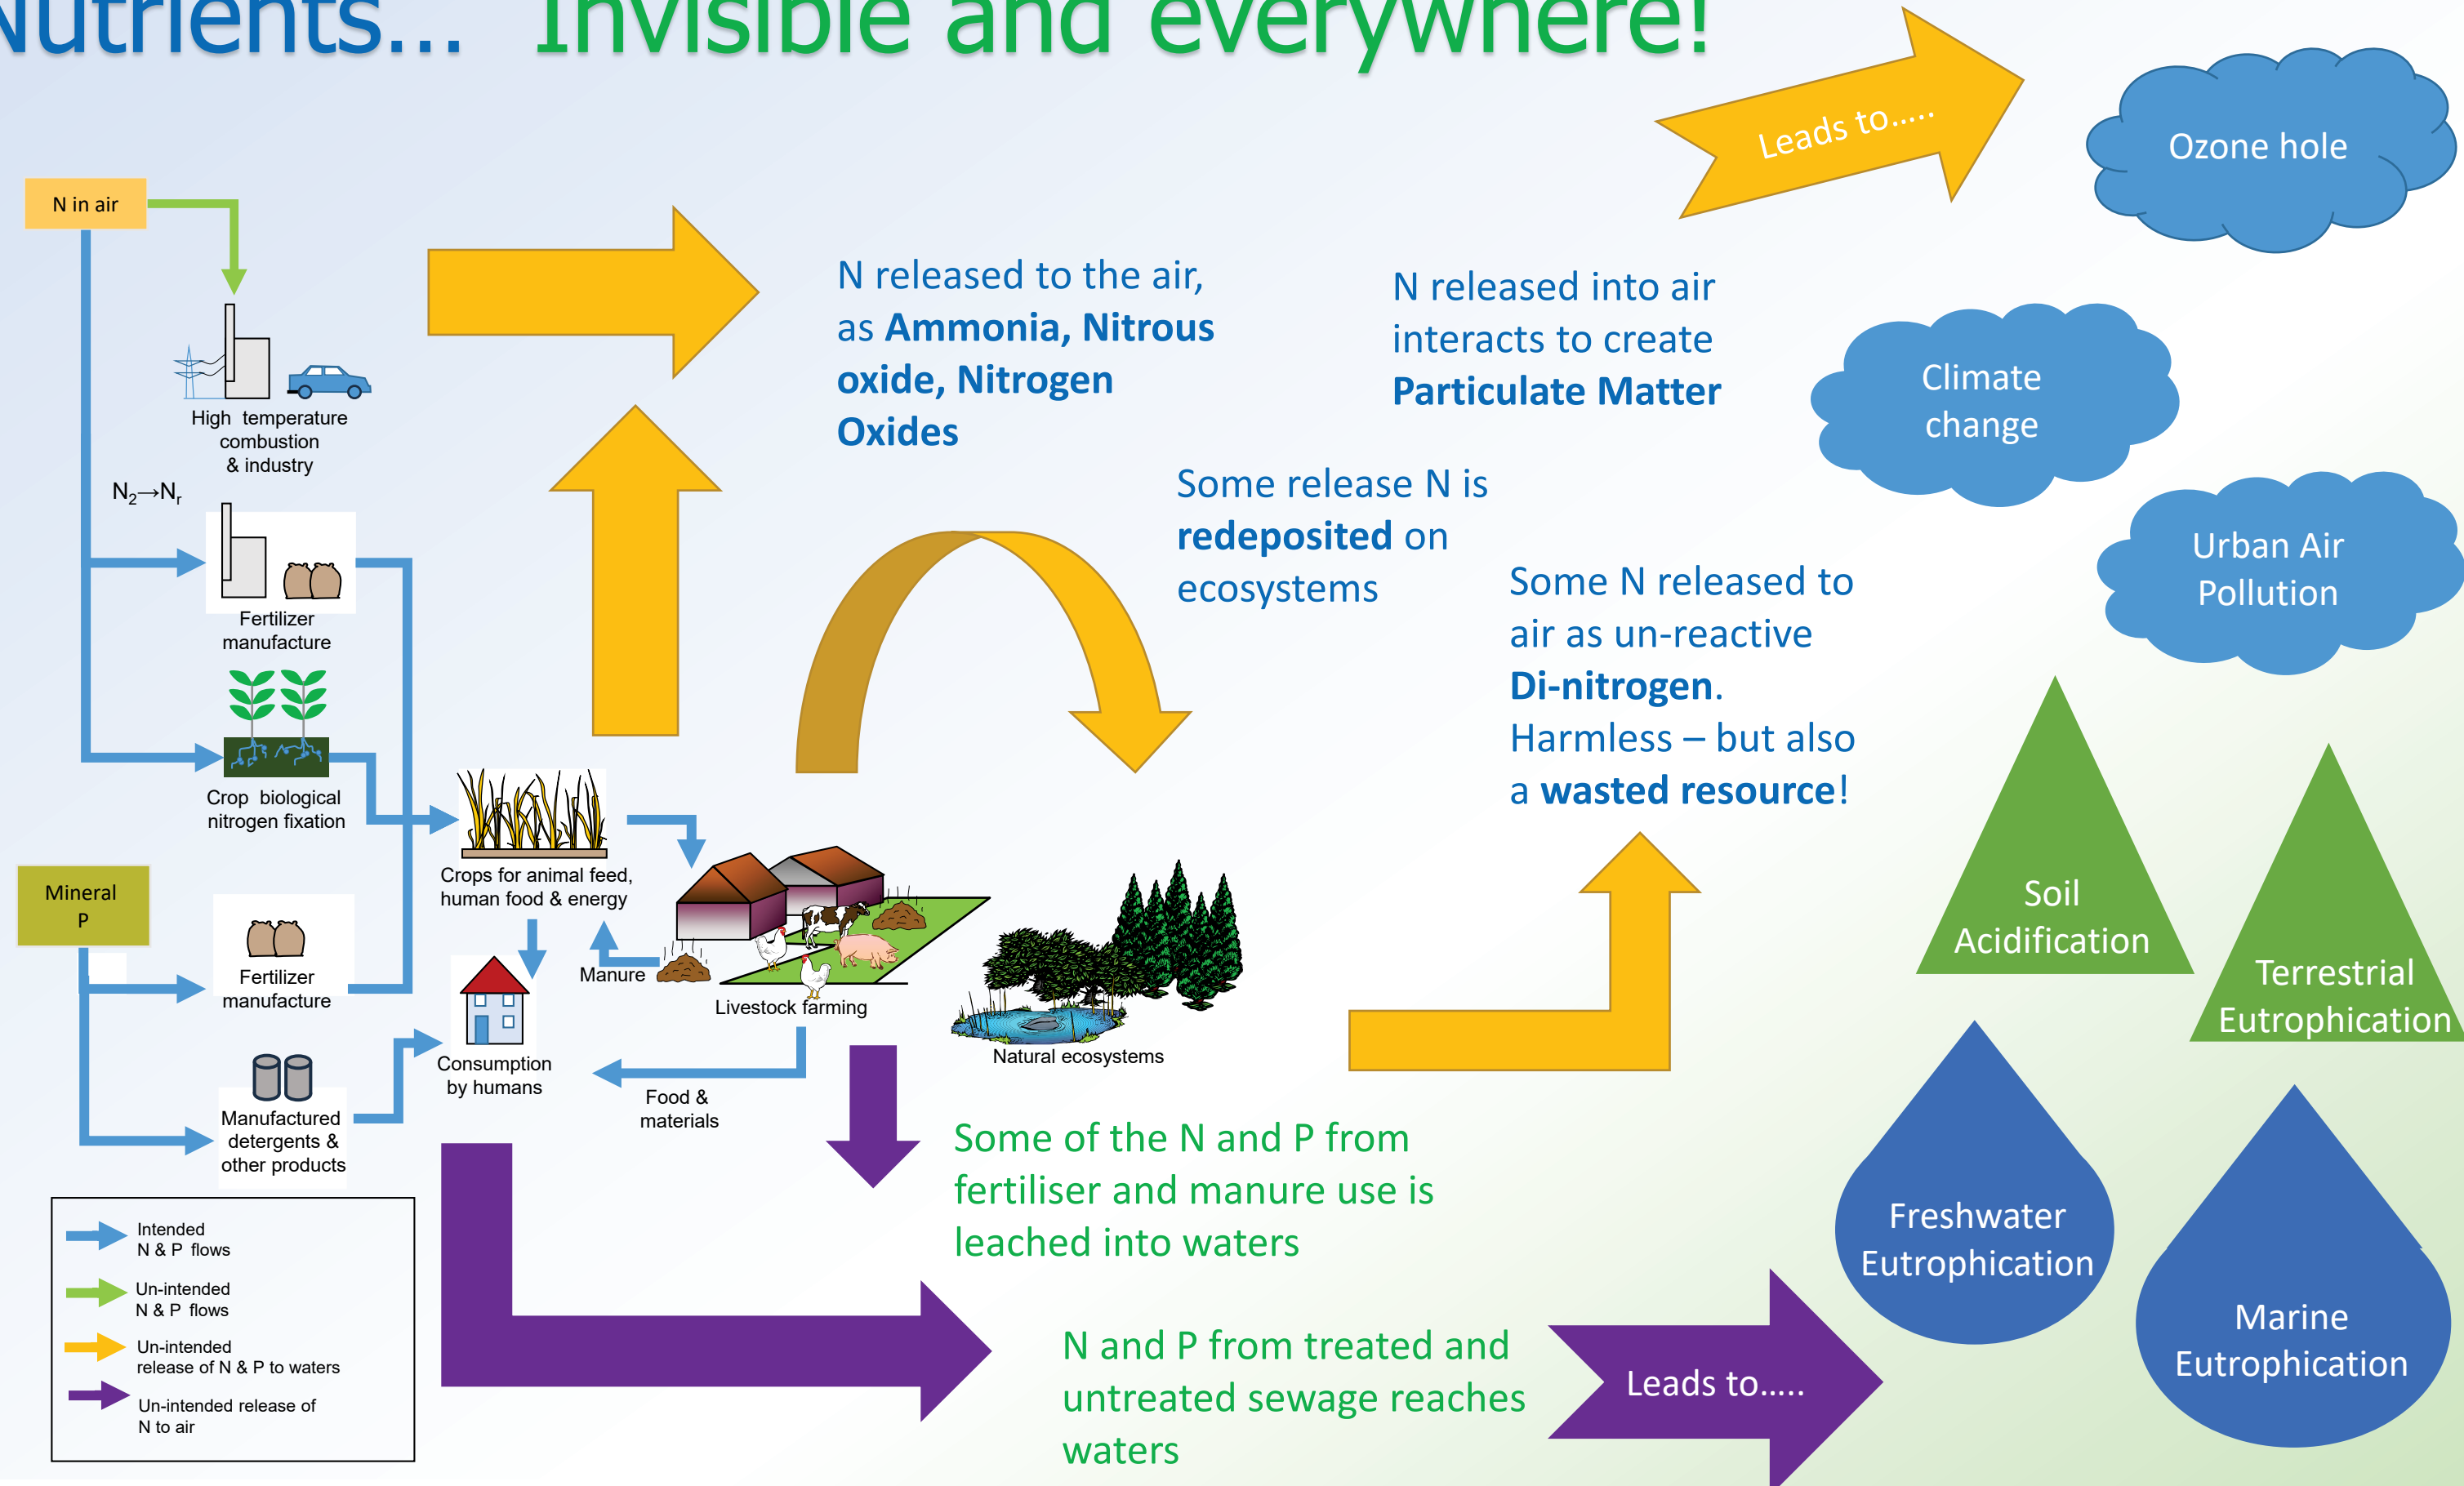 Nutrients... Invisible and everywhere!
Leads to.....
Ozone hole
N in air
N released to the air,
as Ammonia, Nitrous
oxide, Nitrogen
Oxides
N released into air
interacts to create
Particulate Matter
Climate
change
High temperature
combustion
& industry
N₂→Nᵣ
Some release N is
redeposited on
ecosystems
Urban Air
Pollution
Some N released to
air as un-reactive
Di-nitrogen.
Harmless – but also
a wasted resource!
Fertilizer
manufacture
Crop biological
nitrogen fixation
Mineral
P
Crops for animal feed,
human food & energy
Soil
Acidification
Terrestrial
Eutrophication
Fertilizer
manufacture
Manure
Livestock farming
Natural ecosystems
Consumption
by humans
Food &
materials
Manufactured
detergents &
other products
Some of the N and P from
fertiliser and manure use is
leached into waters
Freshwater
Eutrophication
Marine
Eutrophication
Intended
N & P flows
Un-intended
N & P flows
Un-intended
release of N & P to waters
Un-intended release of
N to air
N and P from treated and
untreated sewage reaches
waters
Leads to.....